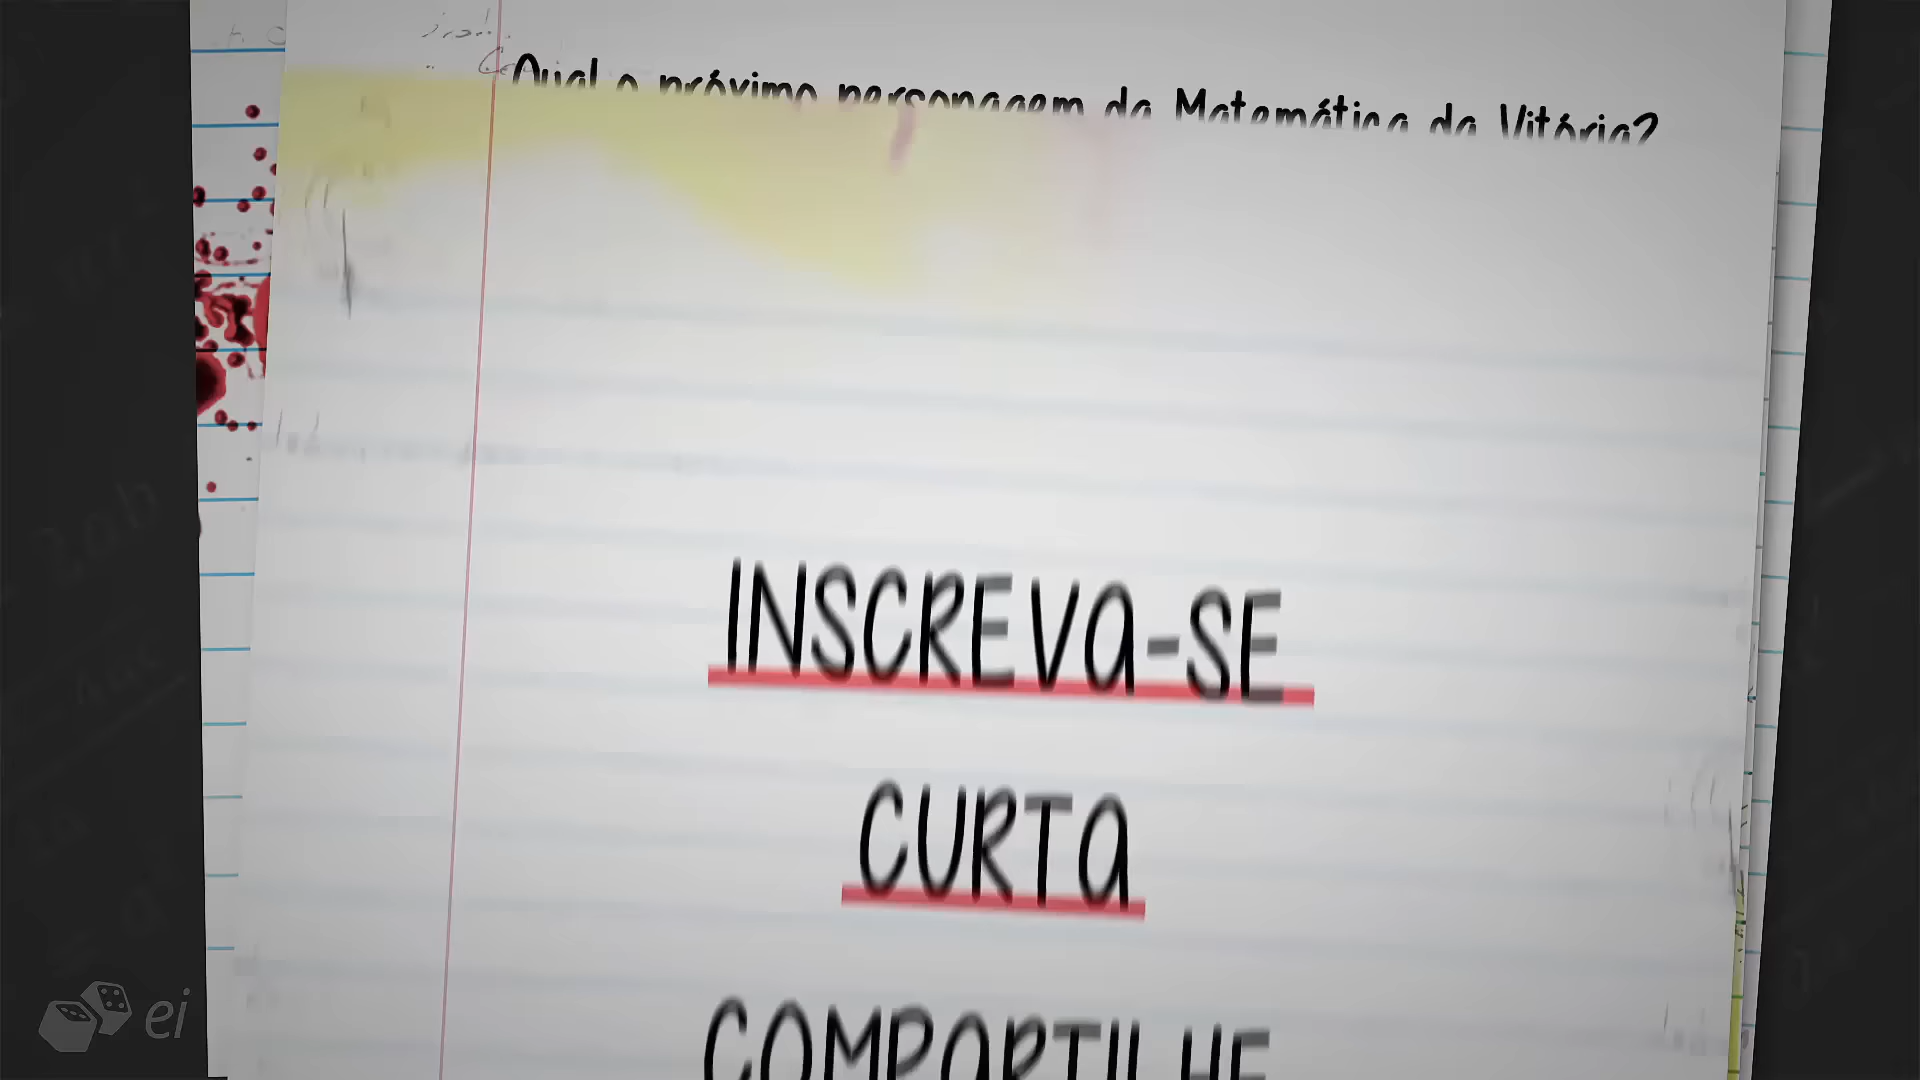 Qual o próximo personagem da Matemática da Vitória?
INSCREVA-SE
CURTA
COMPARTILHE
ei